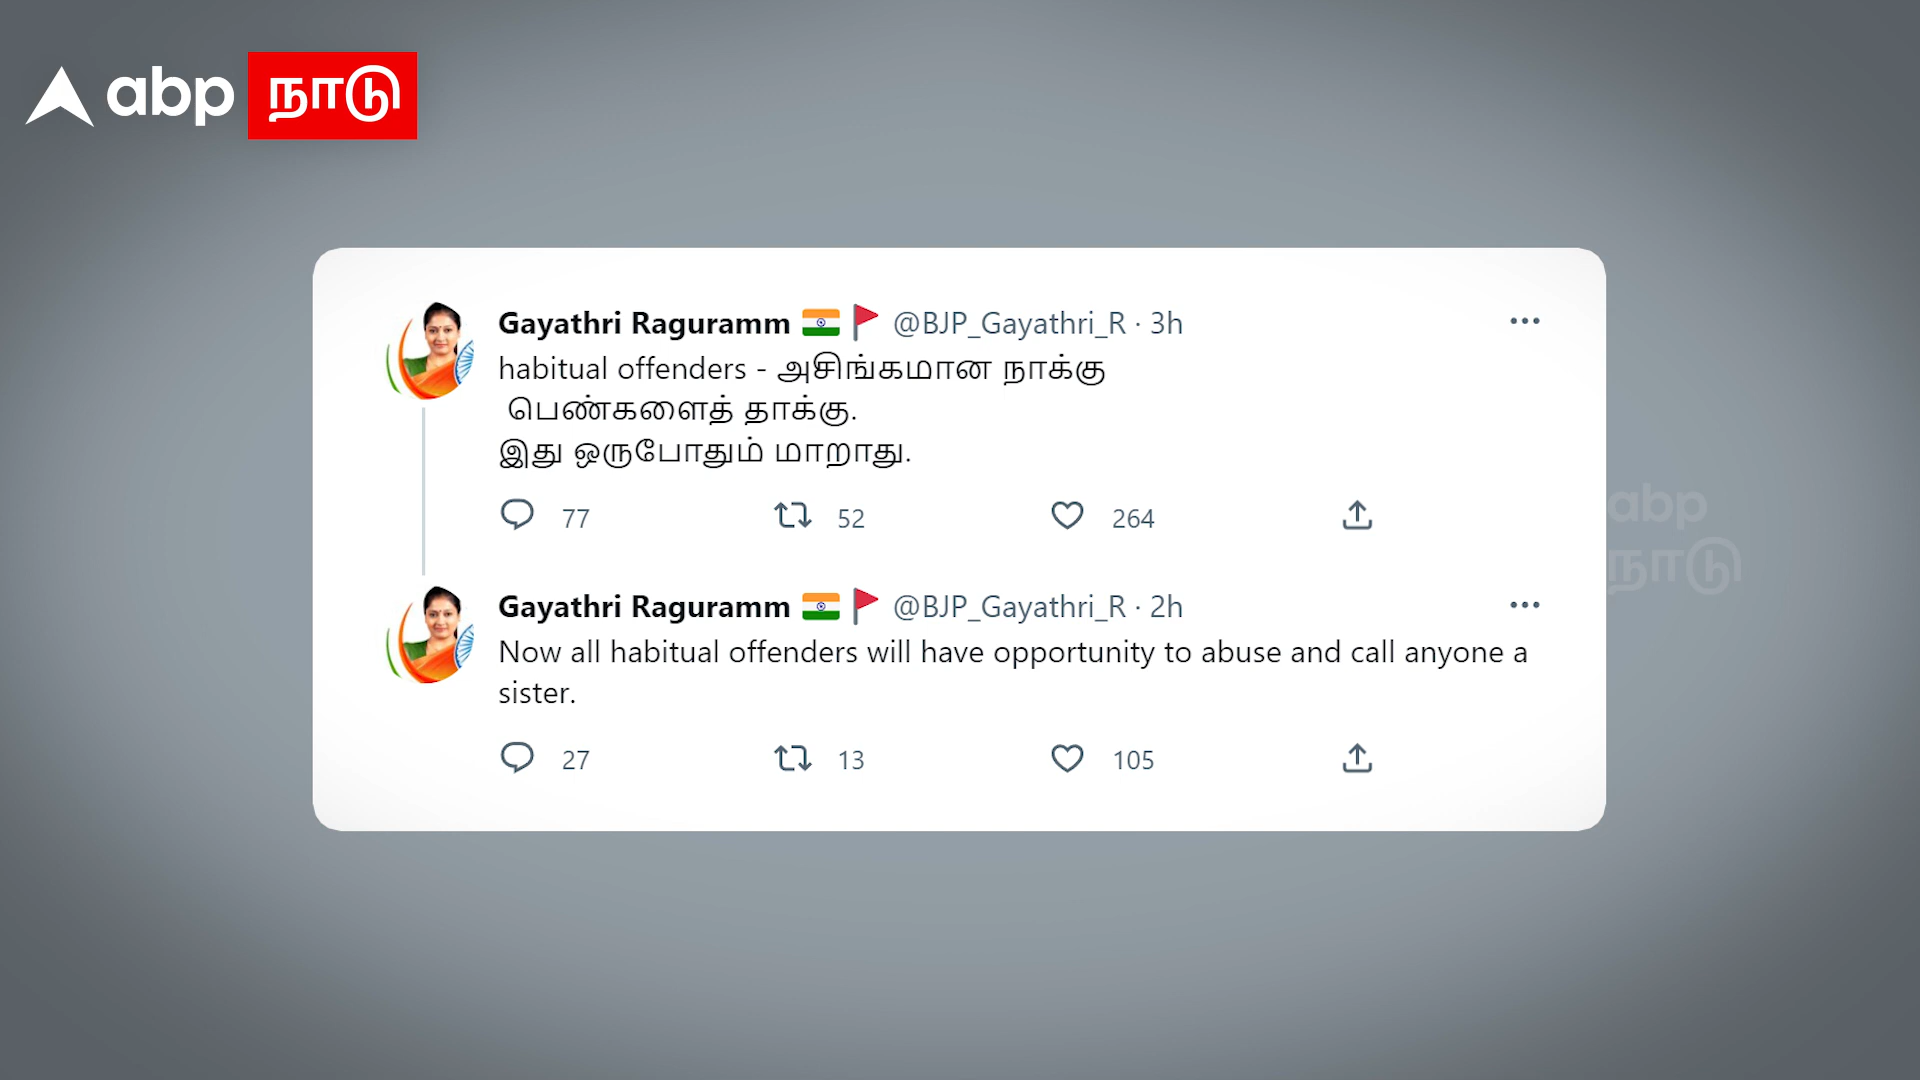 abp நாடு
Gayathri Raguramm 🇮🇳🚩 @BJP_Gayathri_R · 3h
habitual offenders - அசிங்கமான நாக்கு
பெண்களைத் தாக்கு.
இது ஒருபோதும் மாறாது.
77 52 264
abp
நாடு
Gayathri Raguramm 🇮🇳🚩 @BJP_Gayathri_R · 2h
Now all habitual offenders will have opportunity to abuse and call anyone a
sister.
27 13 105